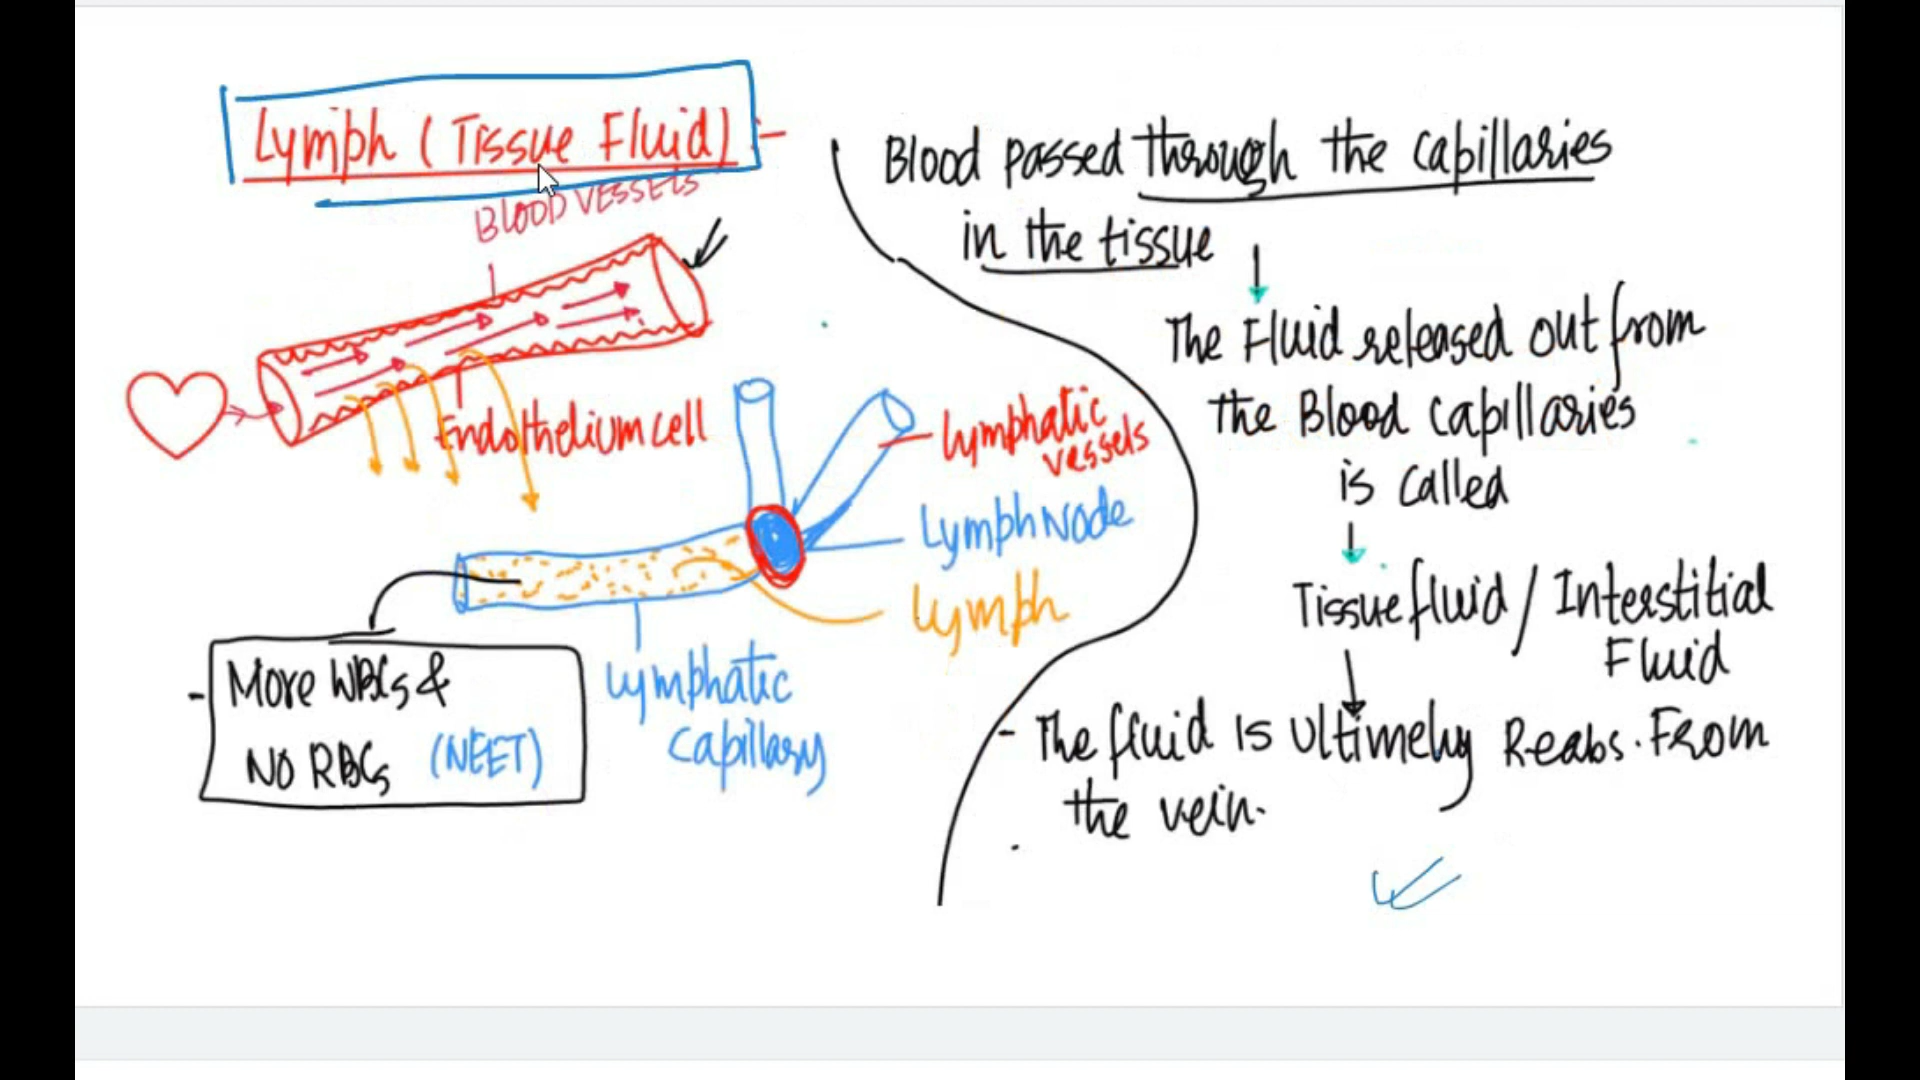 Lymph (Tissue Fluid) -
BLOOD VESSELS
Endothelium cell
Lymphatic
vessels
Lymph Node
Lymph
Lymphatic
Capillary
- More WBCs &
NO RBCs (NEET)
Blood passed through the capillaries
in the tissue
The Fluid released out from
the Blood capillaries
is called
Tissue fluid / Interstitial
Fluid
- The fluid is Ultimely Reabs. From
the vein.